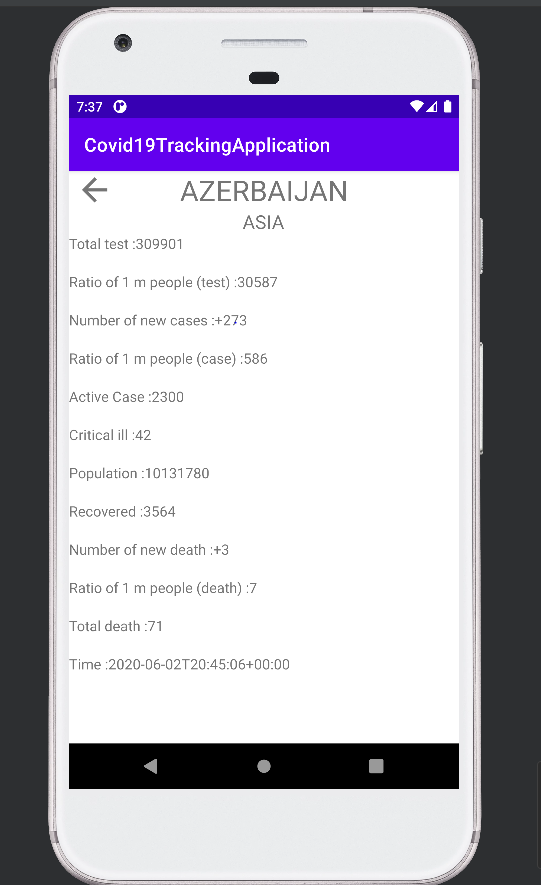 7:37
Covid19TrackingApplication
AZERBAIJAN
ASIA
Total test :309901
Ratio of 1 m people (test) :30587
Number of new cases :+273
Ratio of 1 m people (case) :586
Active Case :2300
Critical ill :42
Population :10131780
Recovered :3564
Number of new death :+3
Ratio of 1 m people (death) :7
Total death :71
Time :2020-06-02T20:45:06+00:00